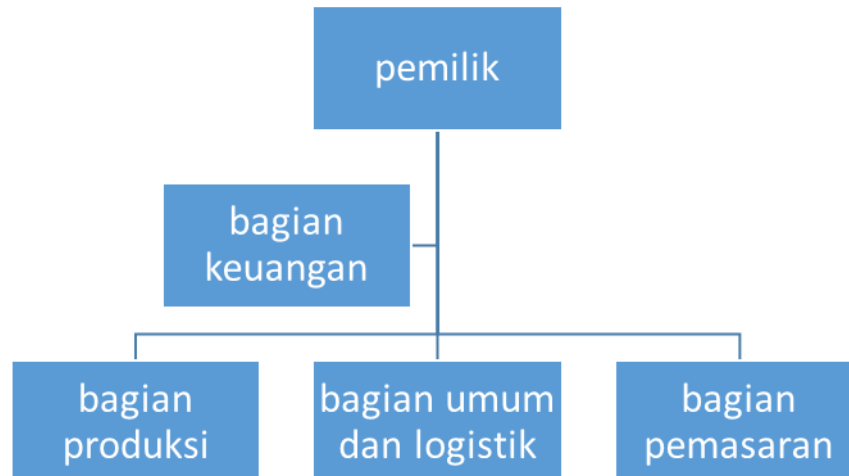 pemilik
bagian
keuangan
bagian
produksi
bagian umum
dan logistik
bagian
pemasaran